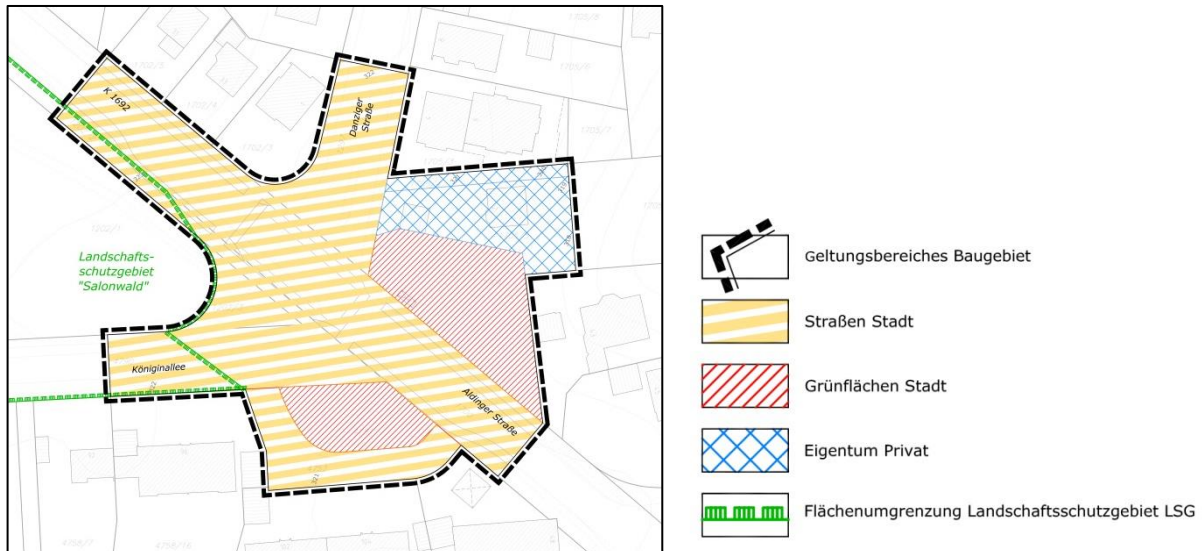 K 1692
Danziger
Straße
Landschafts-
schutzgebiet
"Salonwald"
Königinallee
Aldinger Straße
Geltungsbereiches Baugebiet
Straßen Stadt
Grünflächen Stadt
Eigentum Privat
Flächenumgrenzung Landschaftsschutzgebiet LSG